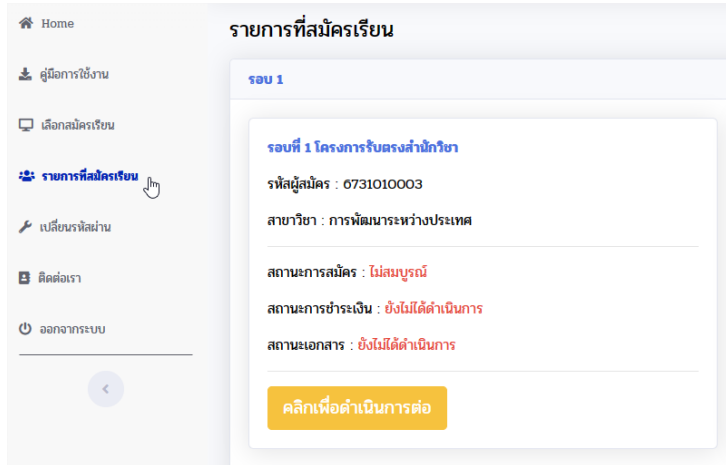 Home
คู่มือการใช้งาน
เลือกสมัครเรียน
รายการที่สมัครเรียน
เปลี่ยนรหัสผ่าน
ติดต่อเรา
ออกจากระบบ
รายการที่สมัครเรียน
รอบ 1
รอบที่ 1 โครงการรับตรงสำนักวิชา
รหัสผู้สมัคร : 6731010003
สาขาวิชา : การพัฒนาระหว่างประเทศ
สถานะการสมัคร : ไม่สมบูรณ์
สถานะการชำระเงิน : ยังไม่ได้ดำเนินการ
สถานะเอกสาร : ยังไม่ได้ดำเนินการ
คลิกเพื่อดำเนินการต่อ